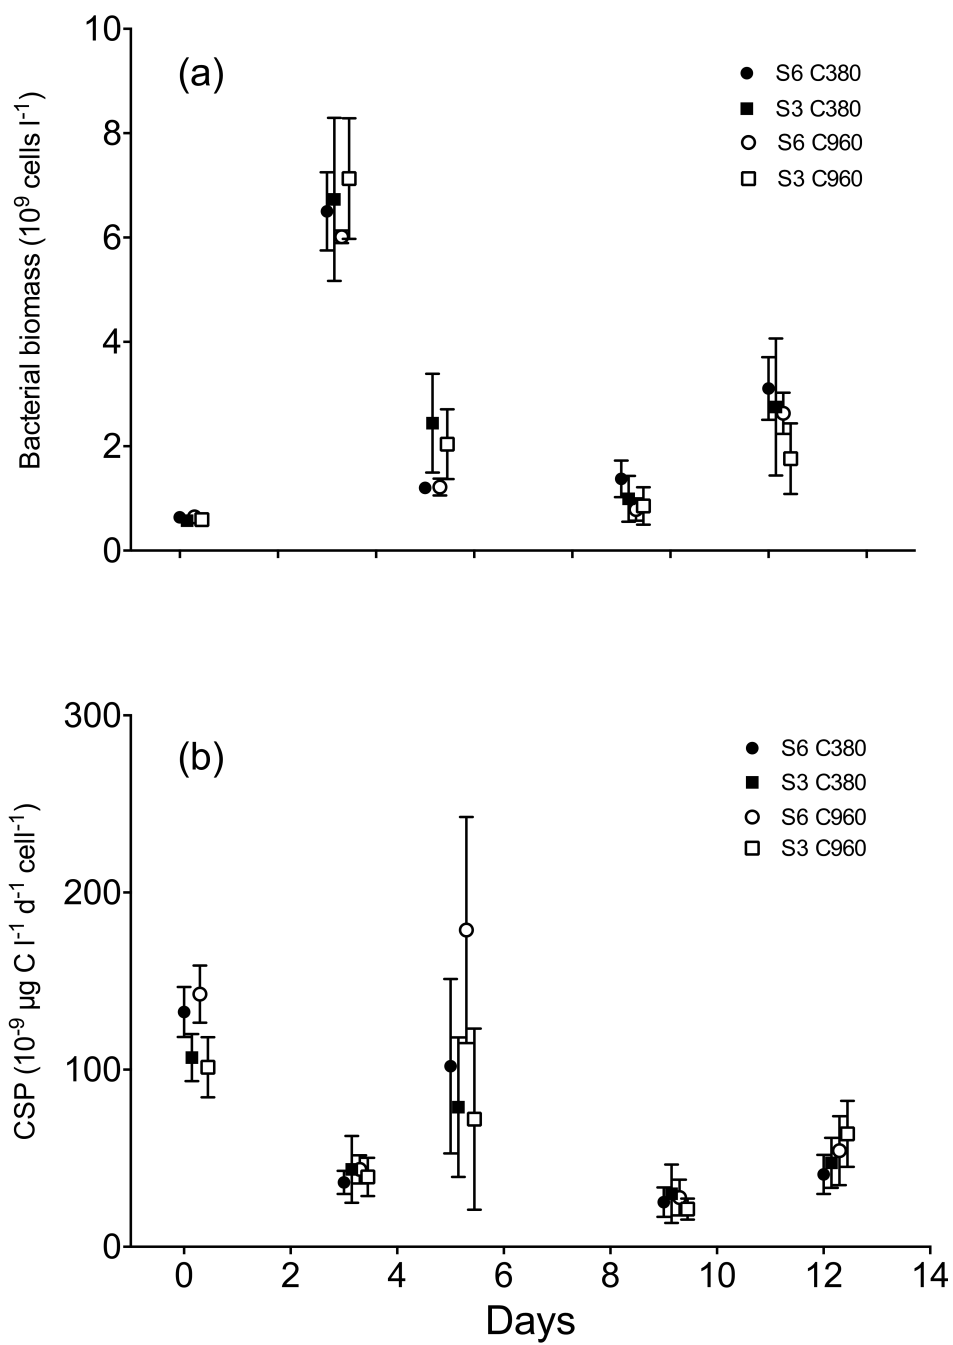 10
8
6
4
2
0
Bacterial biomass (10⁹ cells l⁻¹)
(a)
S6 C380
S3 C380
S6 C960
S3 C960
300
200
100
0
CSP (10⁻⁹ µg C l⁻¹ d⁻¹ cell⁻¹)
(b)
S6 C380
S3 C380
S6 C960
S3 C960
0 2 4 6 8 10 12 14
Days